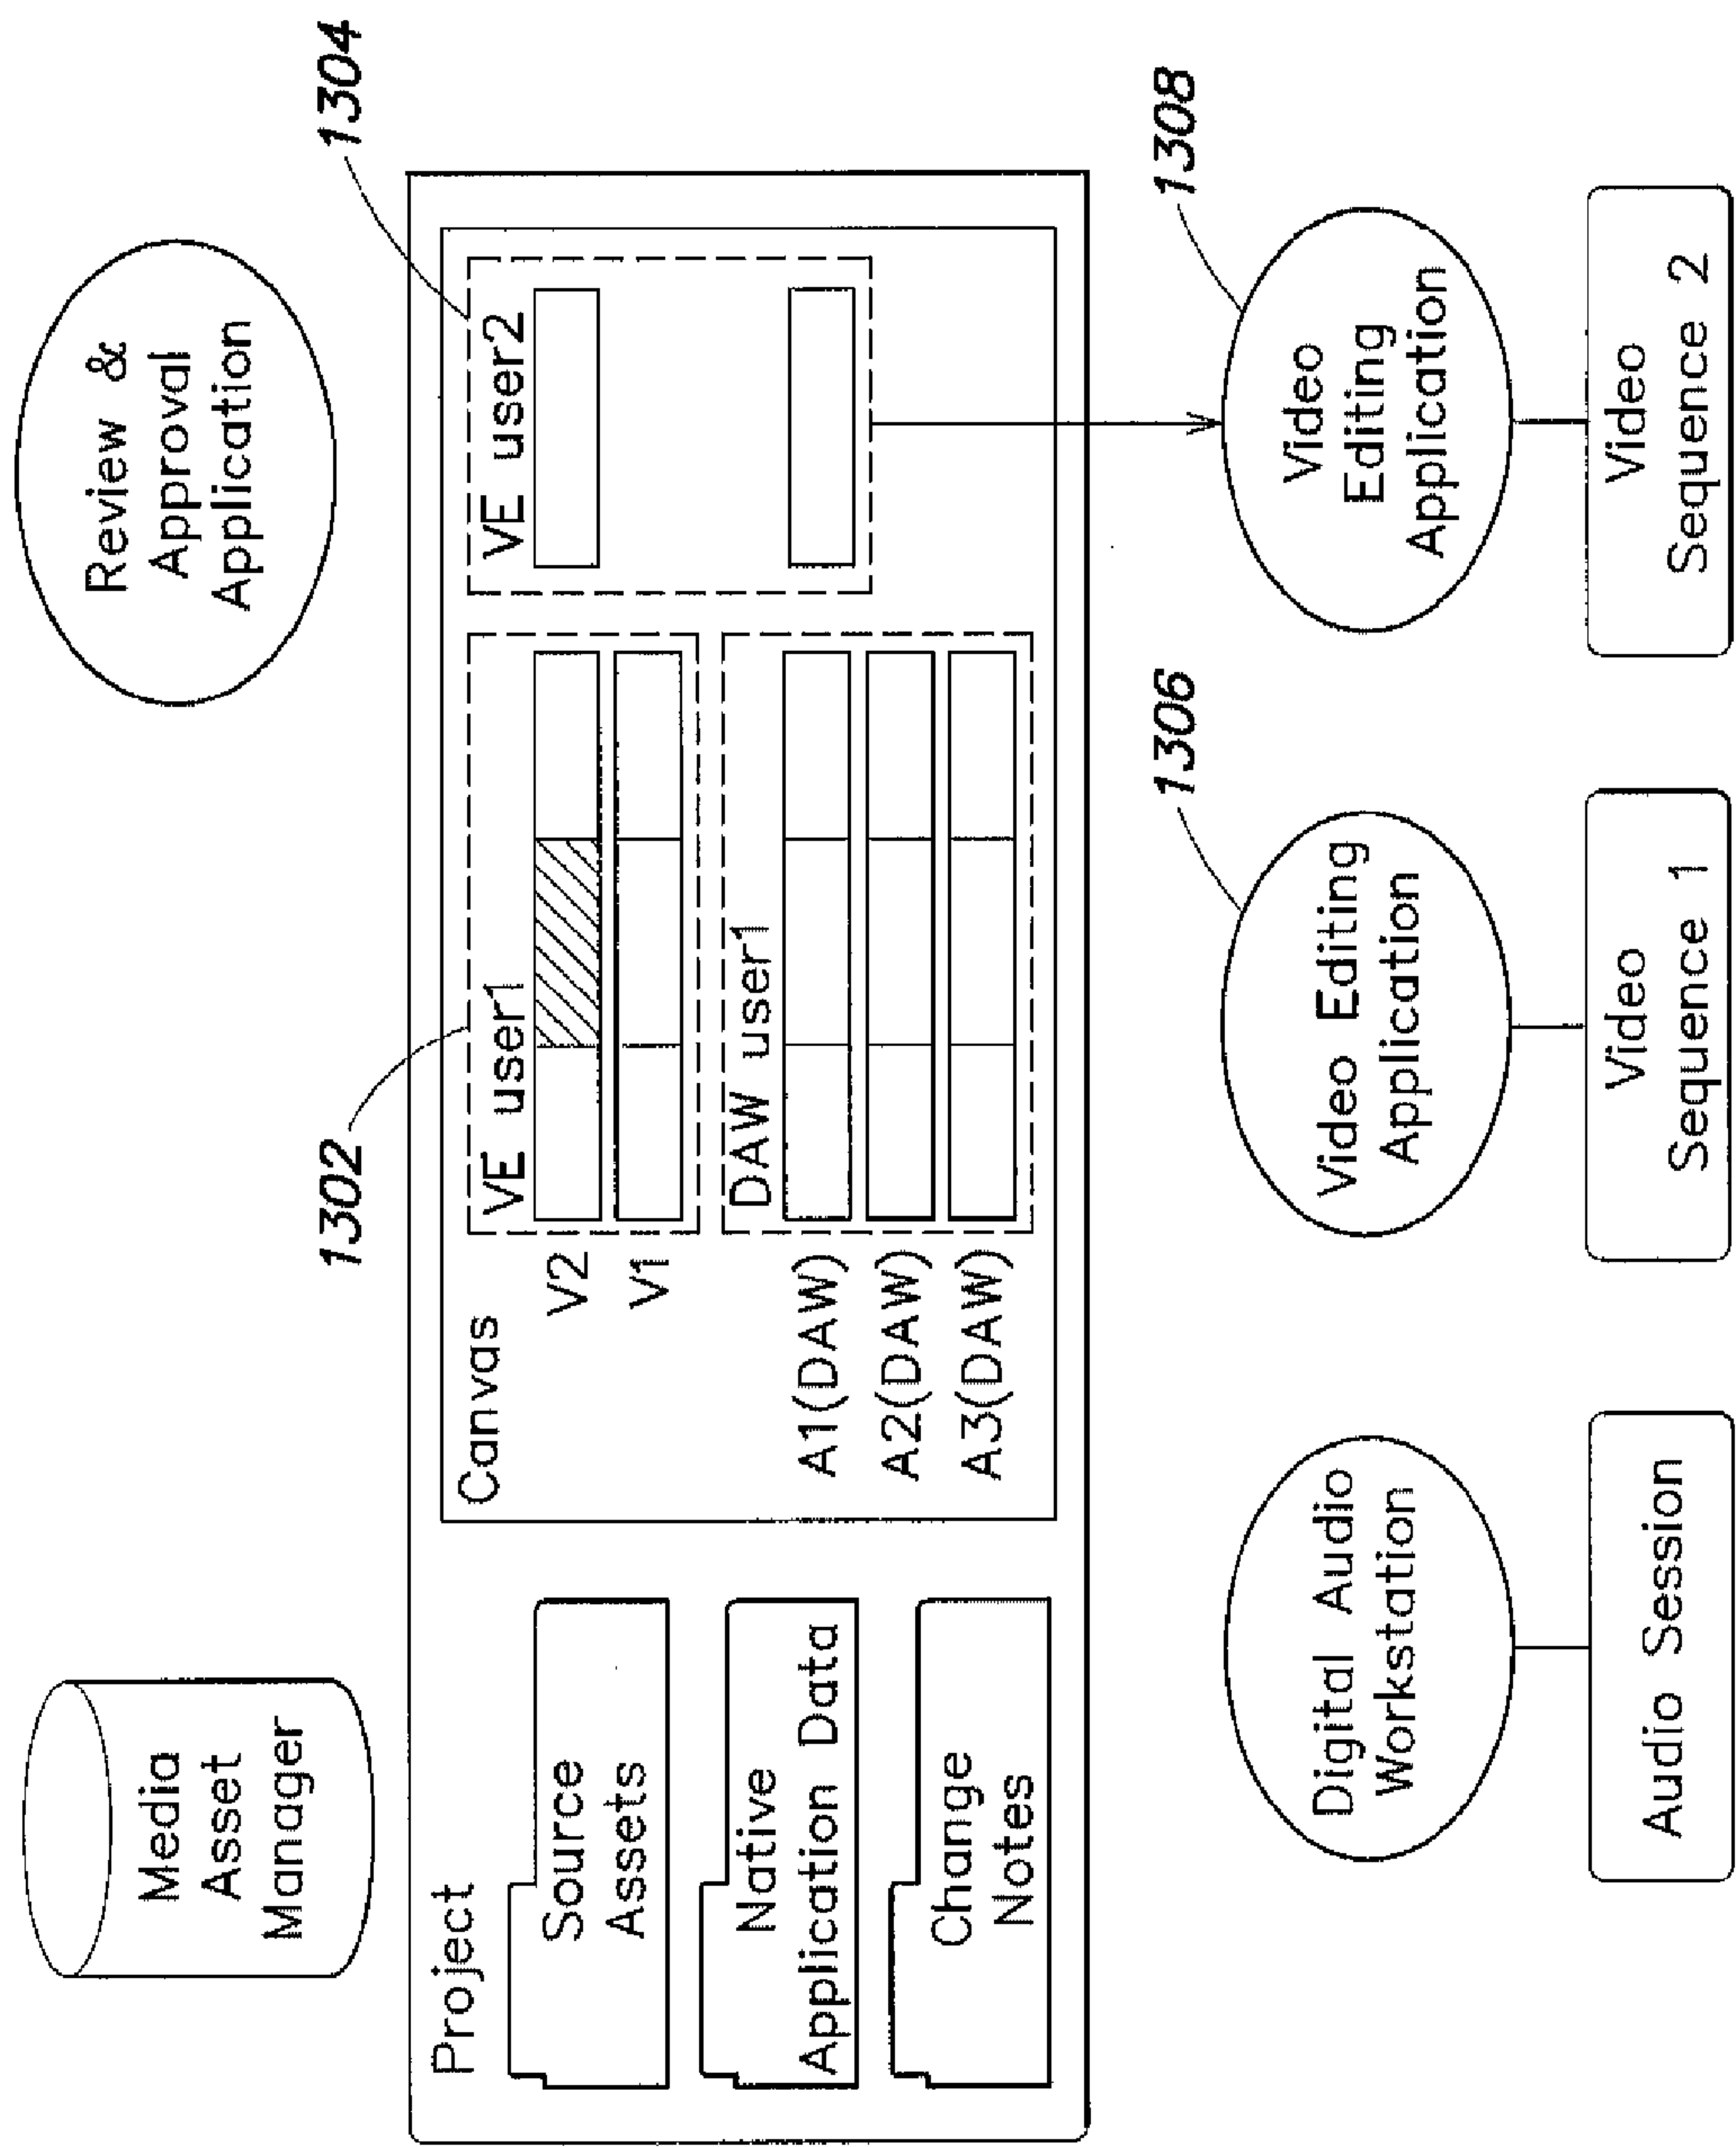 Media
Asset
Manager
Review &
Approval
Application
1302
1304
Project
Source
Assets
Native
Application Data
Change
Notes
Canvas
VE user1
VE user2
V2
V1
DAW user1
A1(DAW)
A2(DAW)
A3(DAW)
1306
1308
Digital Audio
Workstation
Video Editing
Application
Video
Editing
Application
Audio Session
Video
Sequence 1
Video
Sequence 2